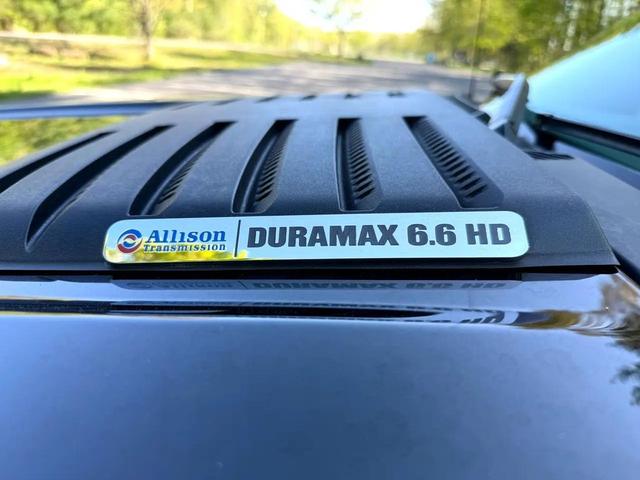 Allison
Transmission
DURAMAX 6.6 HD